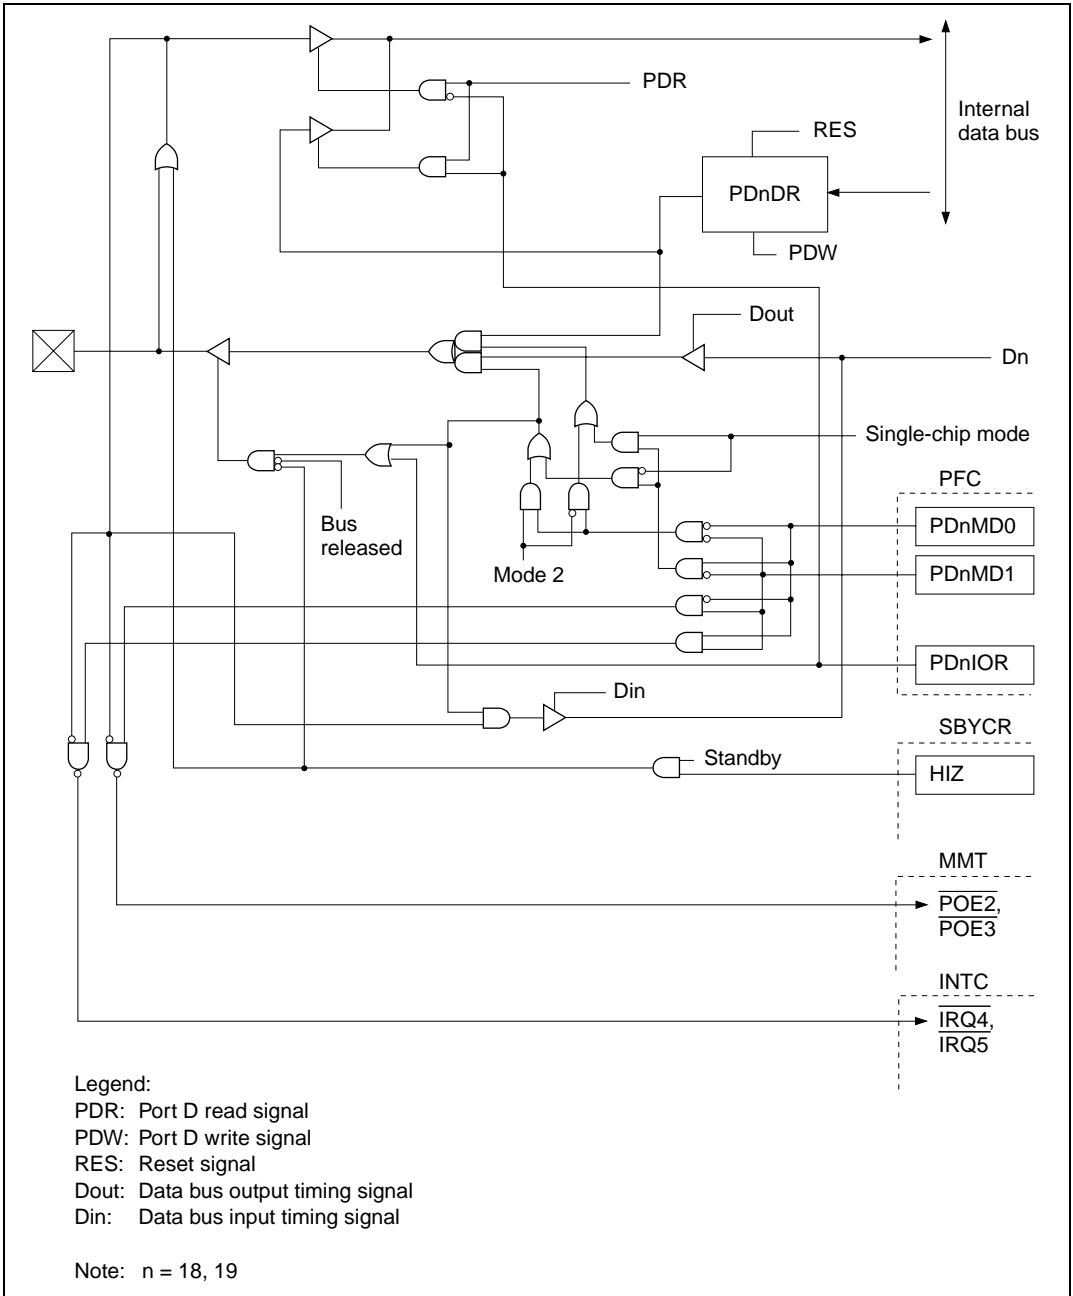 PDR
Internal
data bus
RES
PDnDR
PDW
Dout
Dn
Single-chip mode
PFC
Bus
released
PDnMD0
Mode 2
PDnMD1
PDnIOR
Din
SBYCR
Standby
HIZ
MMT
POE2,
POE3
INTC
IRQ4,
IRQ5
Legend:
PDR: Port D read signal
PDW: Port D write signal
RES: Reset signal
Dout: Data bus output timing signal
Din: Data bus input timing signal
Note: n = 18, 19